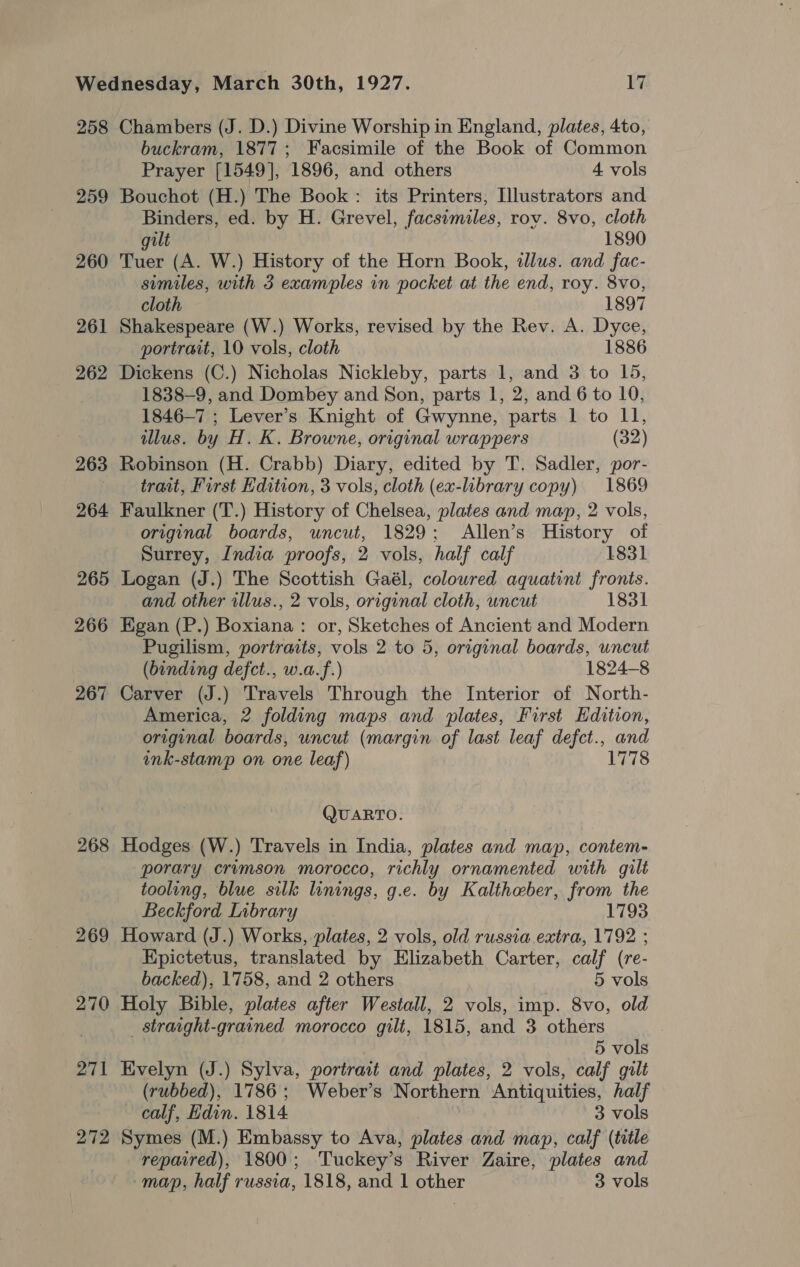 Wednesday, March 30th, 1927. 17
258 Chambers (J. D.) Divine Worship in England, plates, 4to,
buckram, 1877 ; Facsimile of the Book of Common
Prayer [1549], 1896, and others 4 vols
259 Bouchot (H.) The Book : its Printers, Illustrators and
Binders, ed. by H. Grevel, facsimiles, roy. 8vo, cloth
gilt 1890
260 Tuer (A. W.) History of the Horn Book, illus. and fac-
similes, with 3 examples in pocket at the end, roy. 8vo,
cloth 1897
261 Shakespeare (W.) Works, revised by the Rev. A. Dyce,
portrait, 10 vols, cloth 1886
262 Dickens (C.) Nicholas Nickleby, parts 1, and 3 to 15,
1838-9, and Dombey and Son, parts 1, 2, and 6 to 10,
1846-7 ; Lever's Knight of Gwynne, parts 1 to 11,
illus. by H. K. Browne, original wrappers (32)
263 Robinson (H. Crabb) Diary, edited by T. Sadler, por-
trait, First Edition, 3 vols, cloth (ex-library copy) 1869
264 Faulkner (T.) History of Chelsea, plates and map, 2 vols,
original boards, uncut, 1829 ; Allen's History of
Surrey, India proofs, 2 vols, half calf 1831
265 Logan (J.) The Scottish Gaël, coloured aquatint fronts.
and other illus., 2 vols, original cloth, uncut 1831
266 Egan (P.) Boxiana : or, Sketches of Ancient and Modern
Pugilism, portraits, vols 2 to 5, original boards, uncut
(binding defct., w.a.f.) 1824-8
267 Carver (J.) Travels Through the Interior of North-
America, 2 folding maps and plates, First Edition,
original boards, uncut (margin of last leaf defct., and
ink-stamp on one leaf) 1778
QUARTO.
268 Hodges (W.) Travels in India, plates and map, contem-
porary crimson morocco, richly ornamented with gilt
tooling, blue silk linings, g.e. by Kalthœber, from the
Beckford Library 1793
269 Howard (J.) Works, plates, 2 vols, old russia extra, 1792 ;
Epictetus, translated by Elizabeth Carter, calf (re-
backed), 1758, and 2 others 5 vols
270 Holy Bible, plates after Westall, 2 vols, imp. 8vo, old
straight-grained morocco gilt, 1815, and 3 others
5 vols
271 Evelyn (J.) Sylva, portrait and plates, 2 vols, calf gilt
(rubbed), 1786 ; Weber's Northern Antiquities, half
calf, Edin. 1814 3 vols
272 Symes (M.) Embassy to Ava, plates and map, calf (title
repaired), 1800 ; Tuckey's River Zaire, plates and
map, half russia, 1818, and 1 other 3 vols